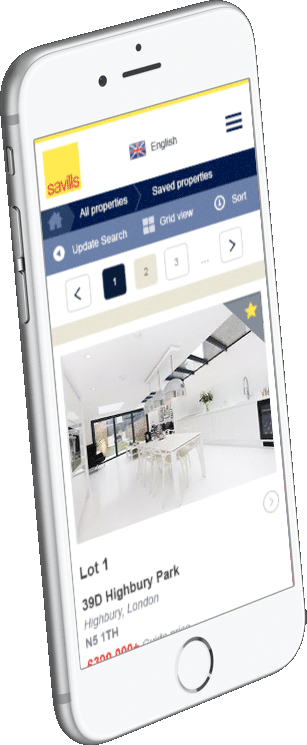 savills
English
All properties
Saved properties
Update Search
Grid view
Sort
1
2
3
...
Lot 1
39D Highbury Park
Highbury, London
N5 1TH
Guide price